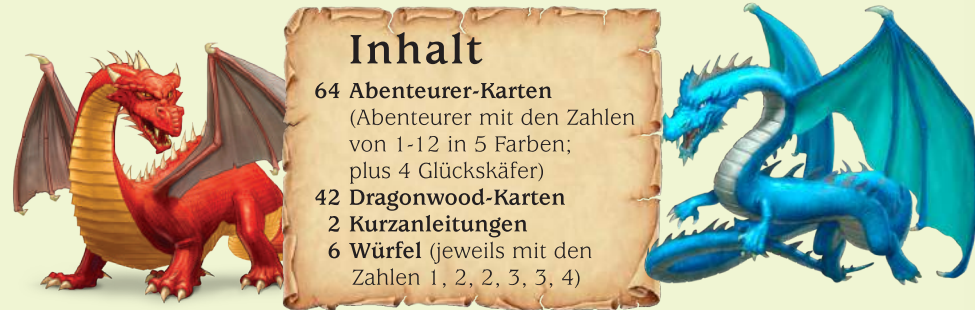 Inhalt
64 Abenteurer-Karten
(Abenteurer mit den Zahlen
von 1-12 in 5 Farben;
plus 4 Glückskäfer)
42 Dragonwood-Karten
2 Kurzanleitungen
6 Würfel (jeweils mit den
Zahlen 1, 2, 2, 3, 3, 4)